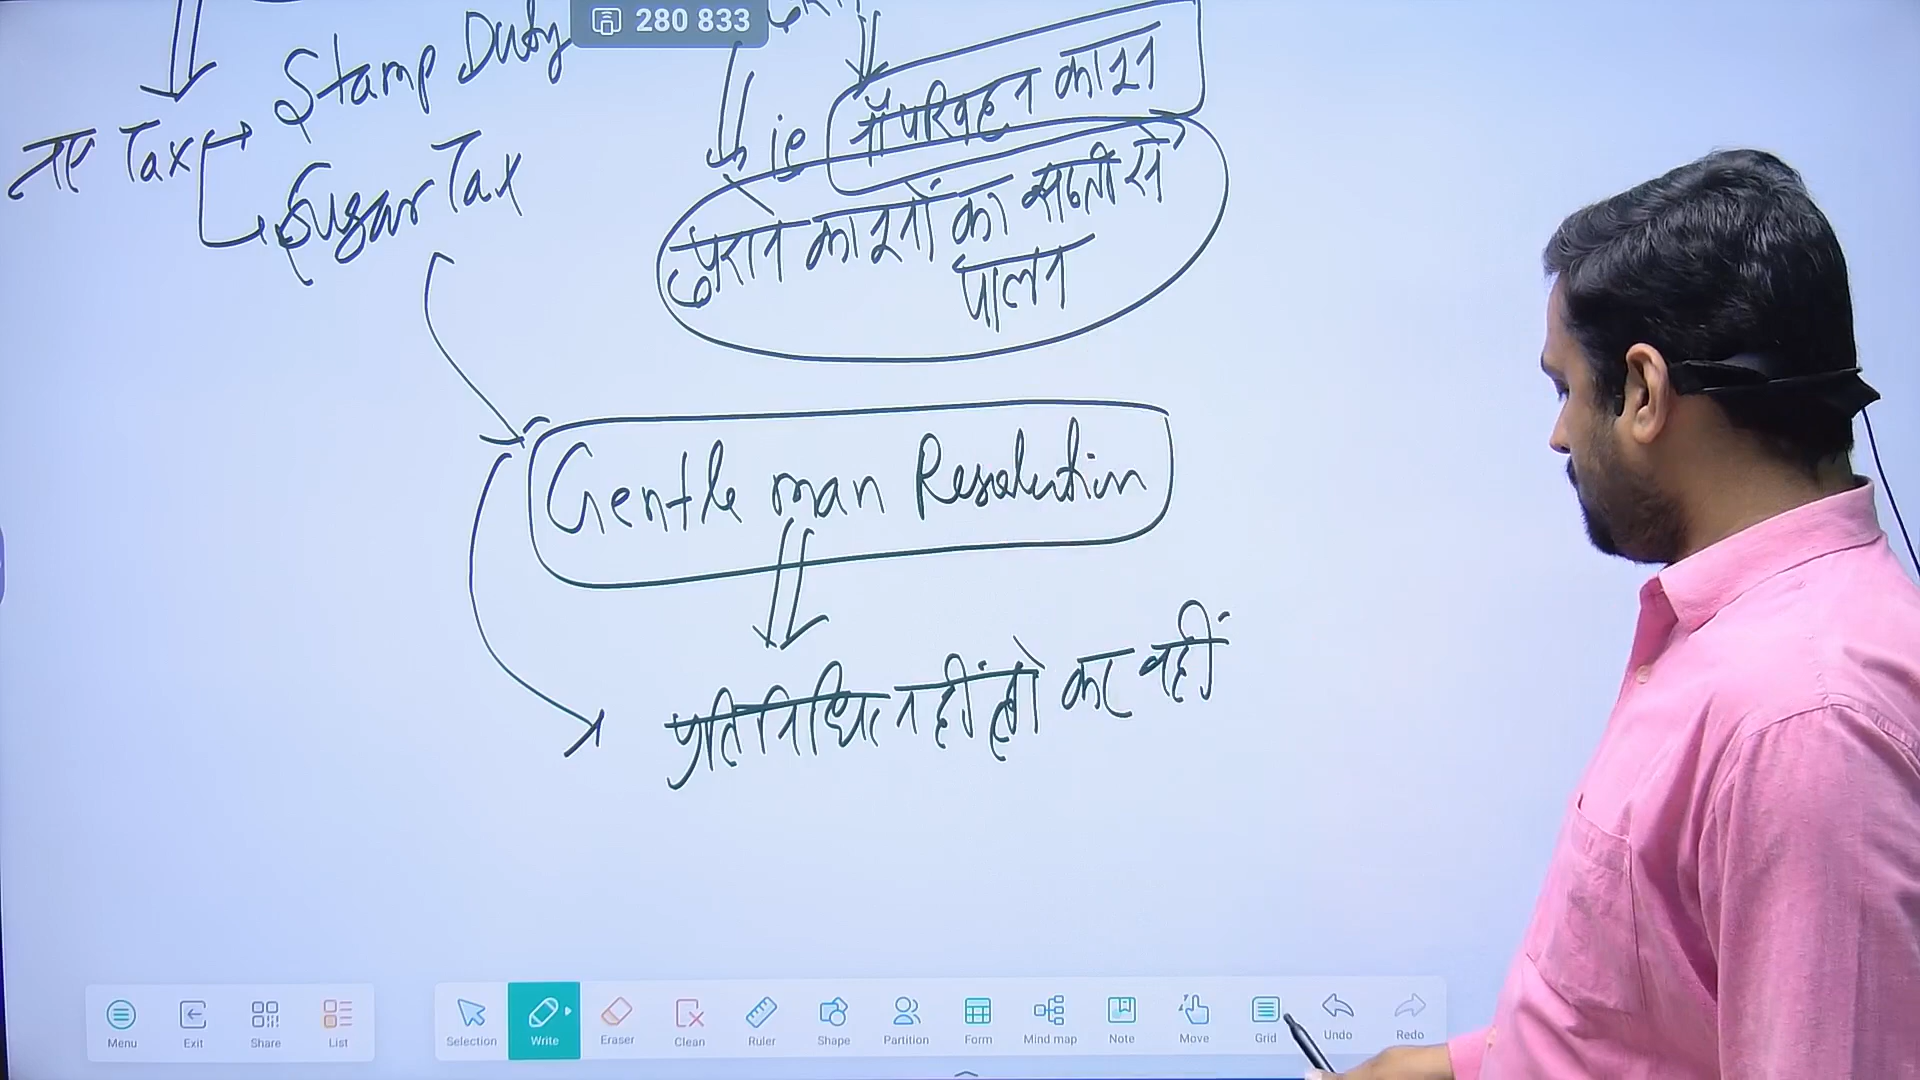 280 833
Stamp Duty
नए Tax
Sugar Tax
ie नौ परिवहन कानून
पुराने कानूनों का सख्ती से
पालन
Gentle man Resolution
प्रतिनिधि नहीं तो कर नहीं
Menu Exit Share List Selection Write Eraser Clean Ruler Shape Partition Form Mind map Note Move Grid Undo Redo